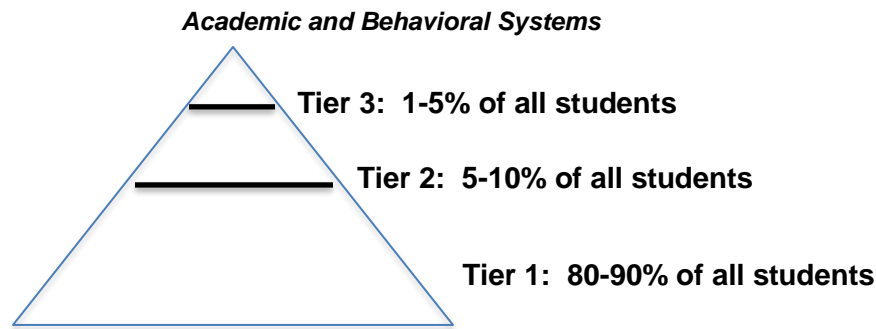 Academic and Behavioral Systems
Tier 3:  1-5% of all students
Tier 2:  5-10% of all students
Tier 1:  80-90% of all students